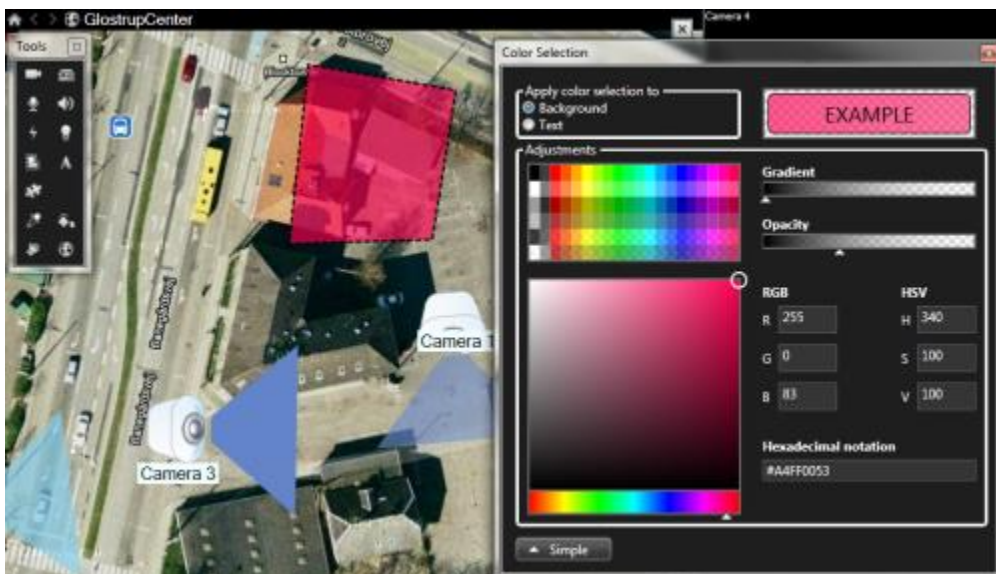 GlostrupCenter
Camera 4
Tools
A
Color Selection
Apply color selection to
Background
Text
EXAMPLE
Adjustments
Gradient
Opacity
RGB
HSV
R 255
H 340
G 0
S 100
B 83
V 100
Hexadecimal notation
#A4FF0053
Simple
Camera 1
Camera 3